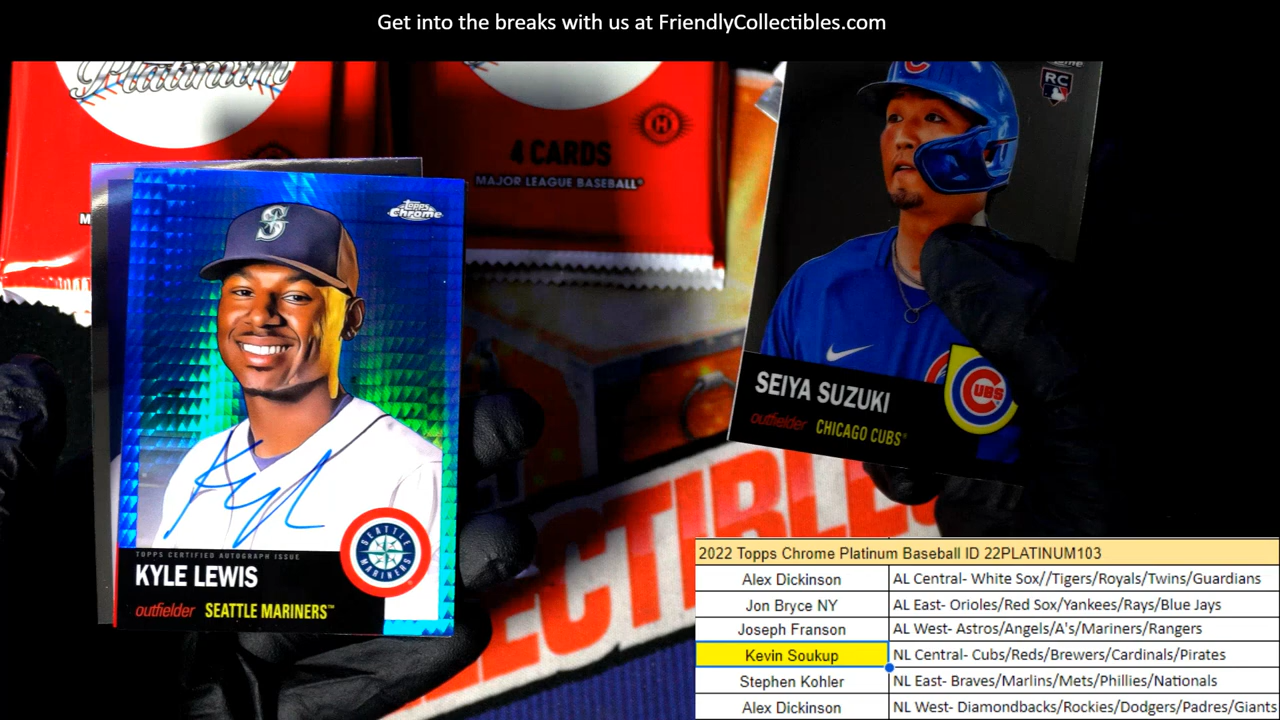 Get into the breaks with us at FriendlyCollectibles.com
Platinum
4 CARDS
MAJOR LEAGUE BASEBALL®
M
Topps
Chrome
S
TOPPS CERTIFIED AUTOGRAPH ISSUE
KYLE LEWIS
outfielder SEATTLE MARINERS™
SEATTLE
MARINERS
C
RC
SEIYA SUZUKI
outfielder CHICAGO CUBS®
CUBS
ECTIBLES
2022 Topps Chrome Platinum Baseball ID 22PLATINUM103
Alex Dickinson AL Central- White Sox//Tigers/Royals/Twins/Guardians
Jon Bryce NY AL East- Orioles/Red Sox/Yankees/Rays/Blue Jays
Joseph Franson AL West- Astros/Angels/A's/Mariners/Rangers
Kevin Soukup NL Central- Cubs/Reds/Brewers/Cardinals/Pirates
Stephen Kohler NL East- Braves/Marlins/Mets/Phillies/Nationals
Alex Dickinson NL West- Diamondbacks/Rockies/Dodgers/Padres/Giants